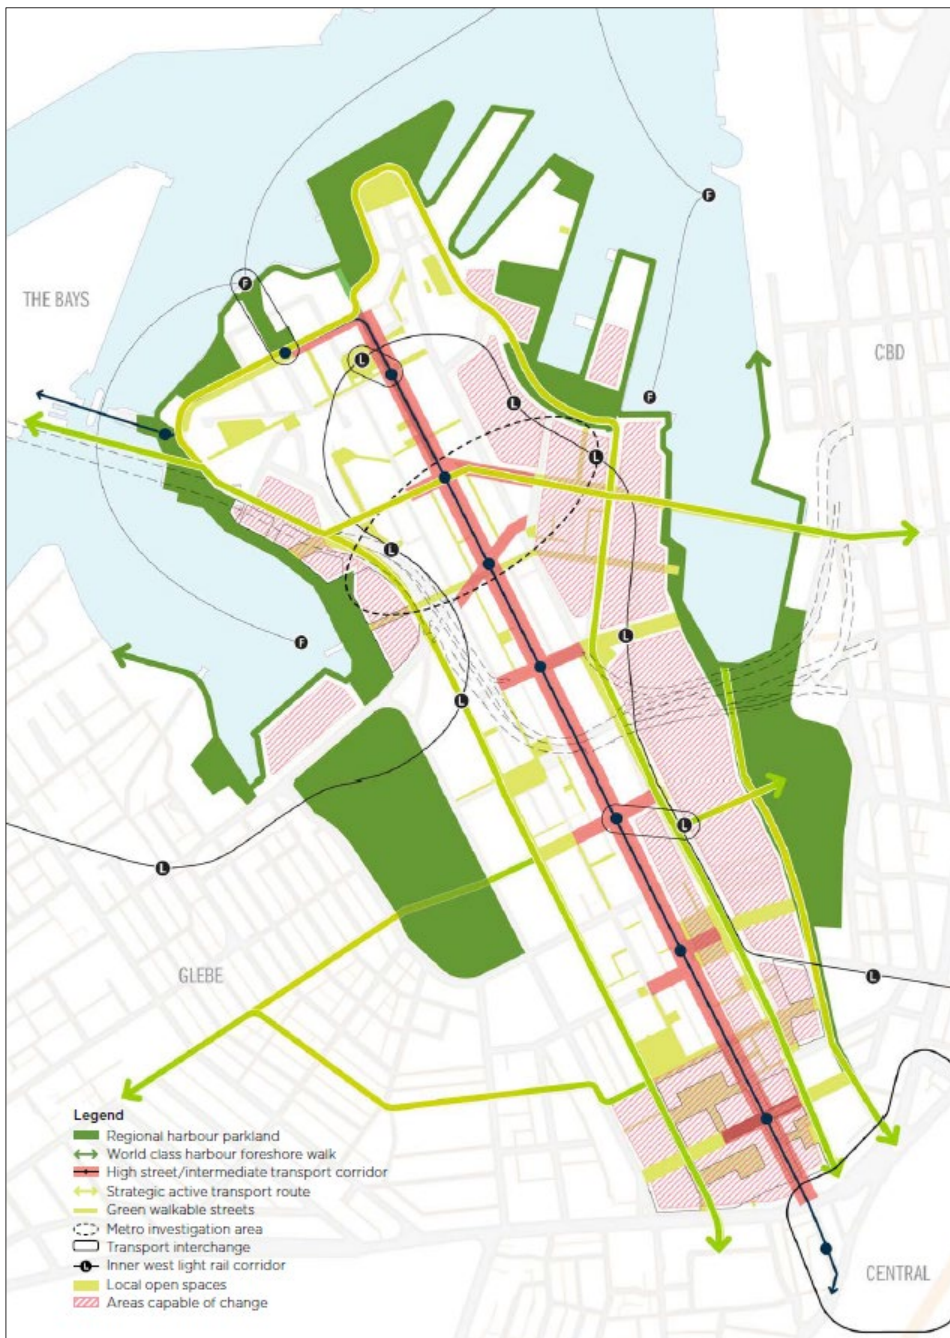 F
F
THE BAYS
F
CBD
L
F
L
L
L
F
L
L
L
L
GLEBE
L
Legend
Regional harbour parkland
World class harbour foreshore walk
High street/intermediate transport corridor
Strategic active transport route
Green walkable streets
Metro investigation area
Transport interchange
L Inner west light rail corridor
Local open spaces
Areas capable of change
CENTRAL